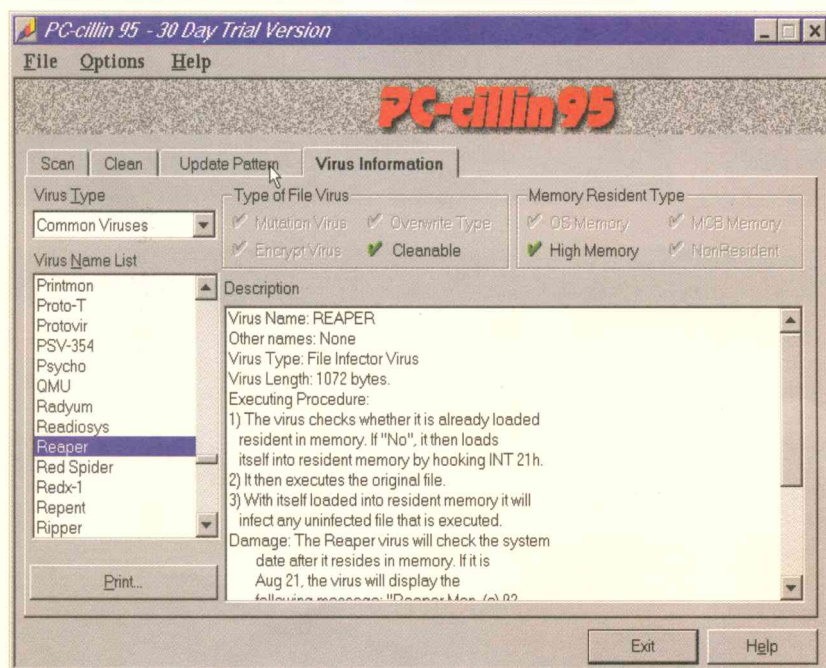 PC-cillin 95 - 30 Day Trial Version
File Options Help
PC-cillin 95
Scan Clean Update Pattern Virus Information
Virus Type
Common Viruses
Type of File Virus
Mutation Virus Overwrite Type
Encrypt Virus Cleanable
Memory Resident Type
OS Memory MCB Memory
High Memory NonResident
Virus Name List
Printmon
Proto-T
Protovir
PSV-354
Psycho
QMU
Radyum
Readiosys
Reaper
Red Spider
Redx-1
Repent
Ripper
Print...
Description
Virus Name: REAPER
Other names: None
Virus Type: File Infector Virus
Virus Length: 1072 bytes.
Executing Procedure:
1) The virus checks whether it is already loaded
resident in memory. If "No", it then loads
itself into resident memory by hooking INT 21h.
2) It then executes the original file.
3) With itself loaded into resident memory it will
infect any uninfected file that is executed.
Damage: The Reaper virus will check the system
date after it resides in memory. If it is
Aug 21, the virus will display the
following message: "Reaper Man, (c) 92
Exit Help